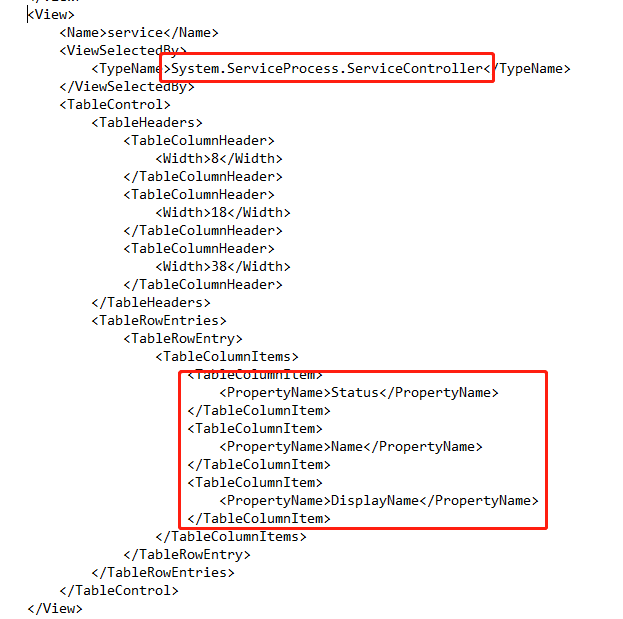 <View>
    <Name>service</Name>
    <ViewSelectedBy>
        <TypeName>System.ServiceProcess.ServiceController</TypeName>
    </ViewSelectedBy>
    <TableControl>
        <TableHeaders>
            <TableColumnHeader>
                <Width>8</Width>
            </TableColumnHeader>
            <TableColumnHeader>
                <Width>18</Width>
            </TableColumnHeader>
            <TableColumnHeader>
                <Width>38</Width>
            </TableColumnHeader>
        </TableHeaders>
        <TableRowEntries>
            <TableRowEntry>
                <TableColumnItems>
                    <TableColumnItem>
                        <PropertyName>Status</PropertyName>
                    </TableColumnItem>
                    <TableColumnItem>
                        <PropertyName>Name</PropertyName>
                    </TableColumnItem>
                    <TableColumnItem>
                        <PropertyName>DisplayName</PropertyName>
                    </TableColumnItem>
                </TableColumnItems>
            </TableRowEntry>
        </TableRowEntries>
    </TableControl>
</View>